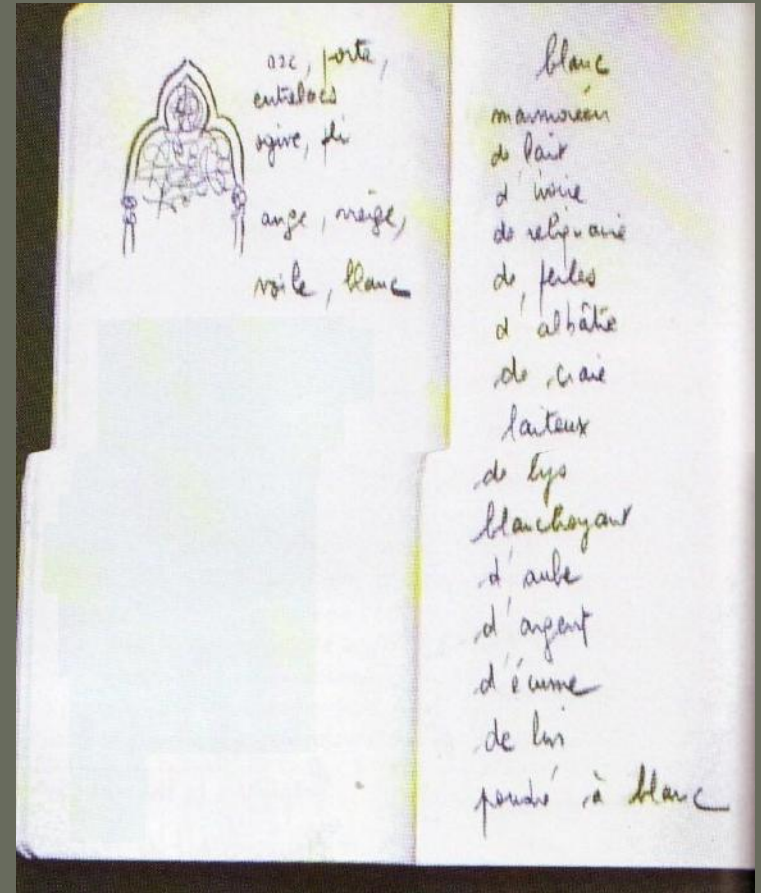 arc, porte,
entrelacs
ogive, pli
ange, neige,
voile, blanc
blanc
marmoréen
de lait
d'ivoire
de reliquaire
de perles
d'albâtre
de craie
laiteux
de lys
blanchoyant
d'aube
d'argent
d'écume
de lin
poudré à blanc